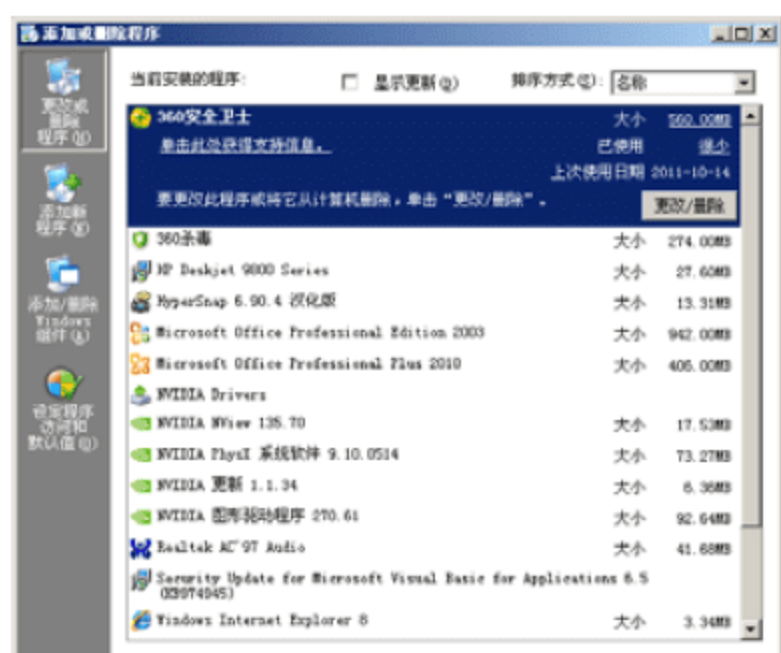 添加或删除程序
当前安装的程序:
显示更新(D)
排序方式(S): 名称
更改或
删除
程序(H)
添加新
程序(N)
添加/删除
Windows
组件(A)
设定程序
访问和
默认值(O)
360安全卫士 大小 560.00MB
单击此处获得支持信息。 已使用 很少
上次使用日期 2011-10-14
要更改此程序或将它从计算机删除，单击“更改/删除”。 更改/删除
360杀毒 大小 274.00MB
HP Deskjet 9800 Series 大小 27.60MB
HyperSnap 6.90.4 汉化版 大小 13.31MB
Microsoft Office Professional Edition 2003 大小 942.00MB
Microsoft Office Professional Plus 2010 大小 406.00MB
NVIDIA Drivers
NVIDIA NView 135.70 大小 17.53MB
NVIDIA PhysX 系统软件 9.10.0514 大小 73.27MB
NVIDIA 更新 1.1.34 大小 6.36MB
NVIDIA 图形驱动程序 270.61 大小 92.64MB
Realtek AC'97 Audio 大小 41.68MB
Security Update for Microsoft Visual Basic for Applications 6.5
(KB974945)
Windows Internet Explorer 8 大小 3.34MB